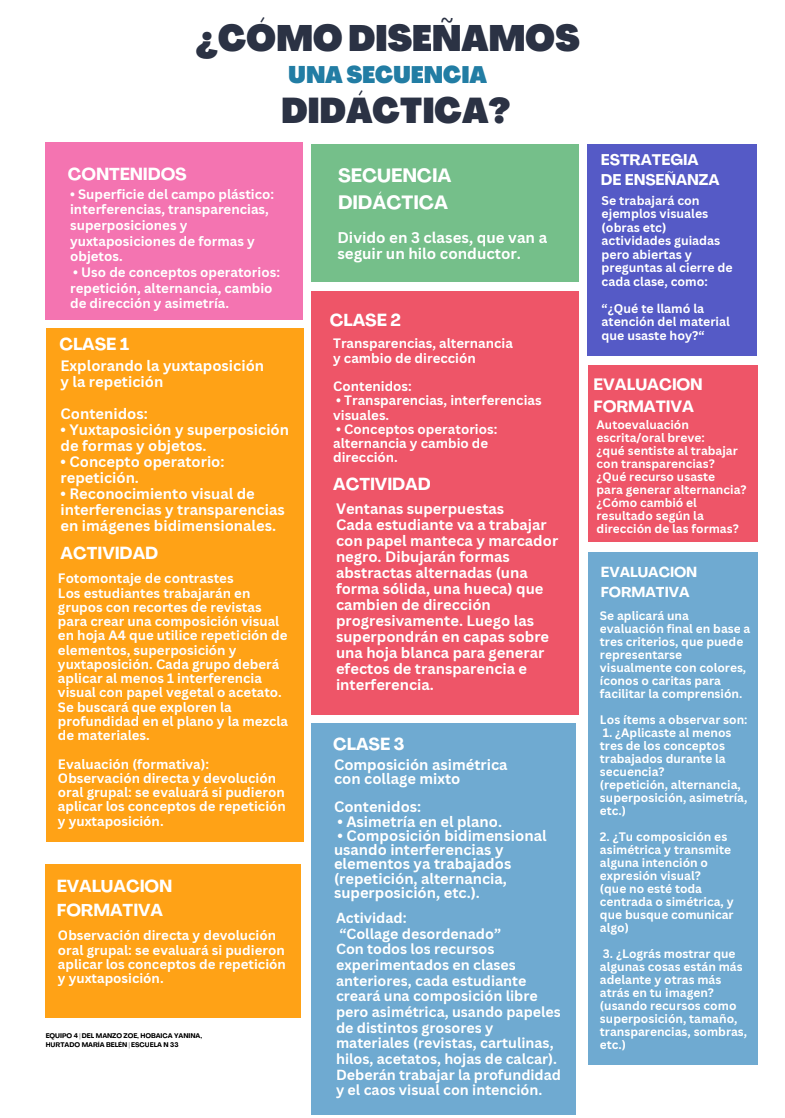 ¿CÓMO DISEÑAMOS
UNA SECUENCIA
DIDÁCTICA?
CONTENIDOS
• Superficie del campo plástico:
interferencias, transparencias,
superposiciones y
yuxtaposiciones de formas y
objetos.
• Uso de conceptos operatorios:
repetición, alternancia, cambio
de dirección y asimetría.
CLASE 1
Explorando la yuxtaposición
y la repetición
Contenidos:
• Yuxtaposición y superposición
de formas y objetos.
• Concepto operatorio:
repetición.
• Reconocimiento visual de
interferencias y transparencias
en imágenes bidimensionales.
ACTIVIDAD
Fotomontaje de contrastes
Los estudiantes trabajarán en
grupos con recortes de revistas
para crear una composición visual
en hoja A4 que utilice repetición de
elementos, superposición y
yuxtaposición. Cada grupo deberá
aplicar al menos 1 interferencia
visual con papel vegetal o acetato.
Se buscará que exploren la
profundidad en el plano y la mezcla
de materiales.
Evaluación (formativa):
Observación directa y devolución
oral grupal: se evaluará si pudieron
aplicar los conceptos de repetición
y yuxtaposición.
EVALUACION
FORMATIVA
Observación directa y devolución
oral grupal: se evaluará si pudieron
aplicar los conceptos de repetición
y yuxtaposición.
EQUIPO 4 | DEL MANZO ZOE, HOBAICA YANINA,
HURTADO MARÍA BELÉN | ESCUELA N 33
SECUENCIA
DIDÁCTICA
Divido en 3 clases, que van a
seguir un hilo conductor.
CLASE 2
Transparencias, alternancia
y cambio de dirección
Contenidos:
• Transparencias, interferencias
visuales.
• Conceptos operatorios:
alternancia y cambio de
dirección.
ACTIVIDAD
Ventanas superpuestas
Cada estudiante va a trabajar
con papel manteca y marcador
negro. Dibujarán formas
abstractas alternadas (una
forma sólida, una hueca) que
cambien de dirección
progresivamente. Luego las
superpondrán en capas sobre
una hoja blanca para generar
efectos de transparencia e
interferencia.
CLASE 3
Composición asimétrica
con collage mixto
Contenidos:
• Asimetría en el plano.
• Composición bidimensional
usando interferencias y
elementos ya trabajados
(repetición, alternancia,
superposición, etc.).
Actividad:
“Collage desordenado”
Con todos los recursos
experimentados en clases
anteriores, cada estudiante
creará una composición libre
pero asimétrica, usando papeles
de distintos grosores y
materiales (revistas, cartulinas,
hilos, acetatos, hojas de calcar).
Deberán trabajar la profundidad
y el caos visual con intención.
ESTRATEGIA
DE ENSEÑANZA
Se trabajará con
ejemplos visuales
(obras etc)
actividades guiadas
pero abiertas y
preguntas al cierre de
cada clase, como:
“¿Qué te llamó la
atención del material
que usaste hoy?“
EVALUACION
FORMATIVA
Autoevaluación
escrita/oral breve:
¿qué sentiste al trabajar
con transparencias?
¿Qué recurso usaste
para generar alternancia?
¿Cómo cambió el
resultado según la
dirección de las formas?
EVALUACION
FORMATIVA
Se aplicará una
evaluación final en base a
tres criterios, que puede
representarse
visualmente con colores,
íconos o caritas para
facilitar la comprensión.
Los ítems a observar son:
1. ¿Aplicaste al menos
tres de los conceptos
trabajados durante la
secuencia?
(repetición, alternancia,
superposición, asimetría,
etc.)
2. ¿Tu composición es
asimétrica y transmite
alguna intención o
expresión visual?
(que no esté toda
centrada o simétrica, y
que busque comunicar
algo)
3. ¿Lográs mostrar que
algunas cosas están más
adelante y otras más
atrás en tu imagen?
(usando recursos como
superposición, tamaño,
transparencias, sombras,
etc.)